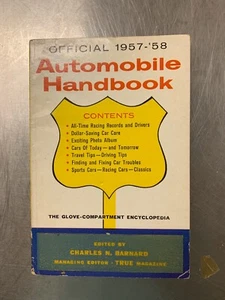 OFFICIAL 1957-'58
Automobile
Handbook
CONTENTS
• All-Time Racing Records and Drivers
• Dollar-Saving Car Care
• Exciting Photo Album
• Cars Of Today—and Tomorrow
• Travel Tips—Driving Tips
• Finding and Fixing Car Troubles
• Sports Cars—Racing Cars—Classics
THE GLOVE-COMPARTMENT ENCYCLOPEDIA
EDITED BY
CHARLES N. BARNARD
MANAGING EDITOR - TRUE MAGAZINE